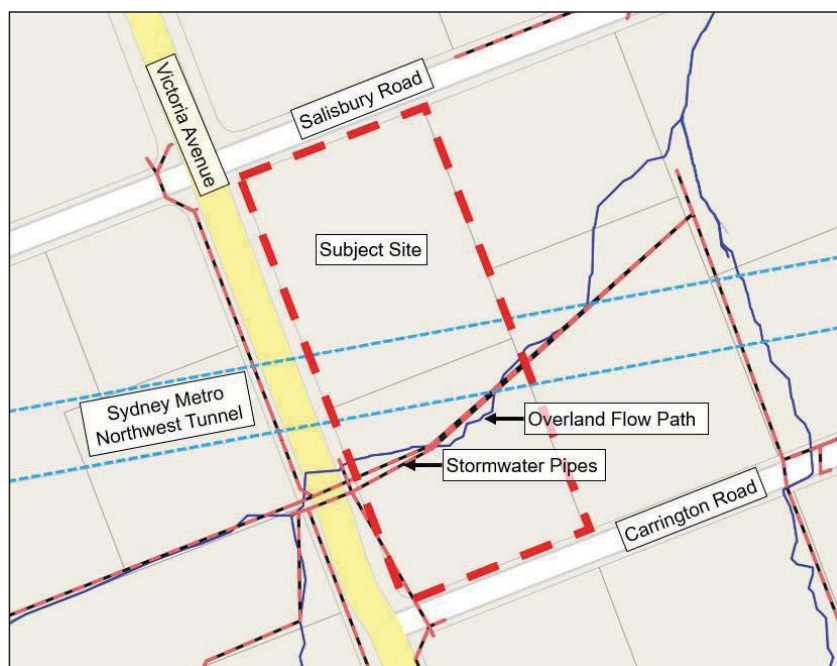 Salisbury Road
Victoria Avenue
Subject Site
Sydney Metro
Northwest Tunnel
Overland Flow Path
Stormwater Pipes
Carrington Road